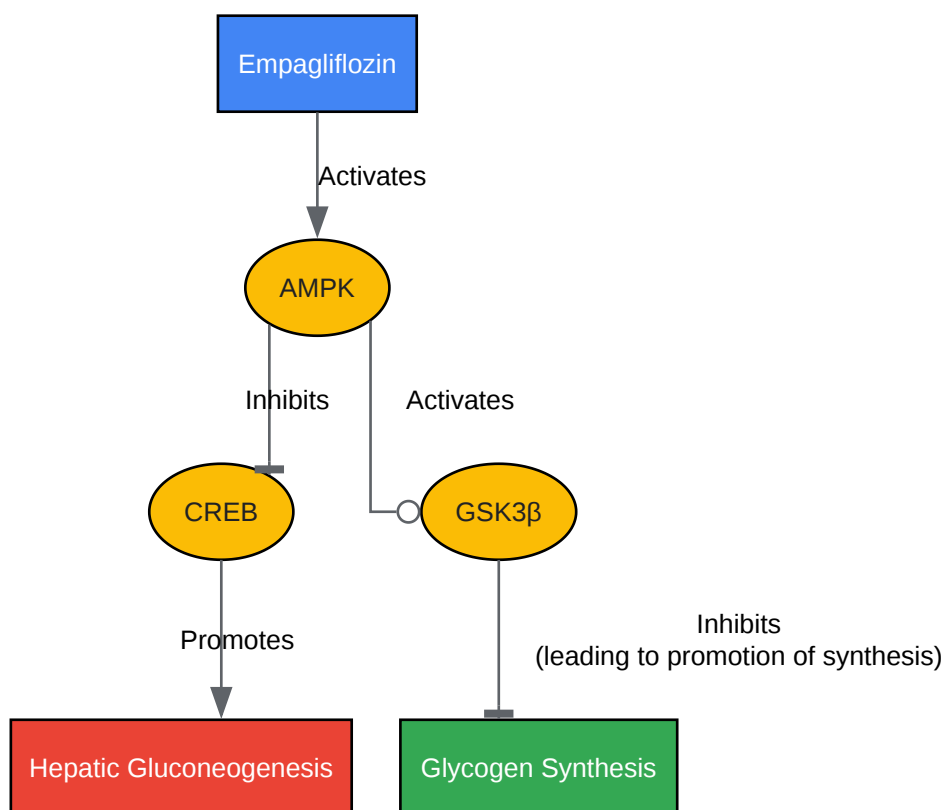 Empagliflozin
Activates
AMPK
Inhibits
Activates
CREB
GSK3β
Promotes
Inhibits
(leading to promotion of synthesis)
Hepatic Gluconeogenesis
Glycogen Synthesis